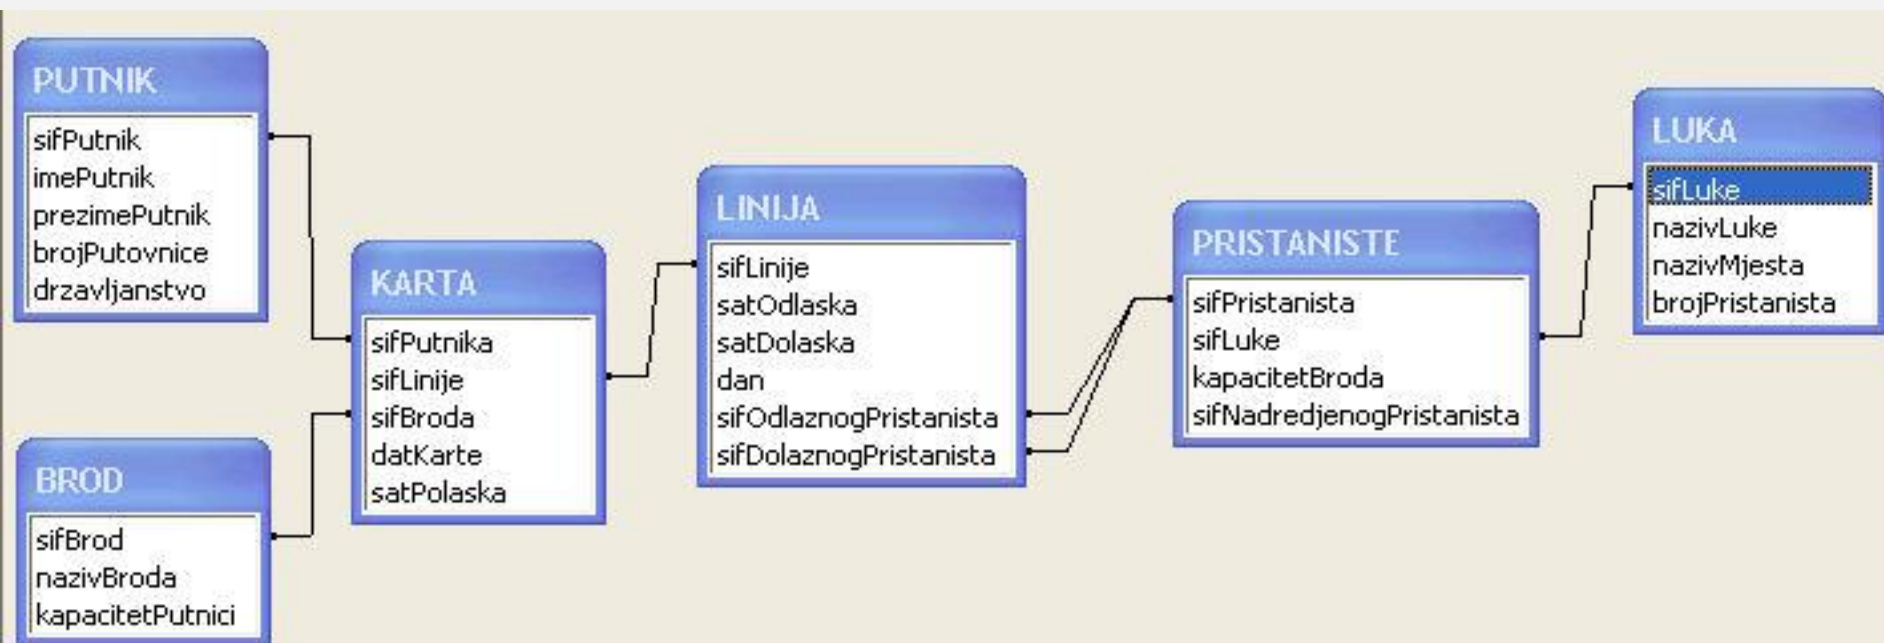 PUTNIK
sifPutnik
imePutnik
prezimePutnik
brojPutovnice
drzavljanstvo
BROD
sifBrod
nazivBroda
kapacitetPutnici
KARTA
sifPutnika
sifLinije
sifBroda
datKarte
satPolaska
LINIJA
sifLinije
satOdlaska
satDolaska
dan
sifOdlaznogPristanista
sifDolaznogPristanista
PRISTANISTE
sifPristanista
sifLuke
kapacitetBroda
sifNadredjenogPristanista
LUKA
sifLuke
nazivLuke
nazivMjesta
brojPristanista